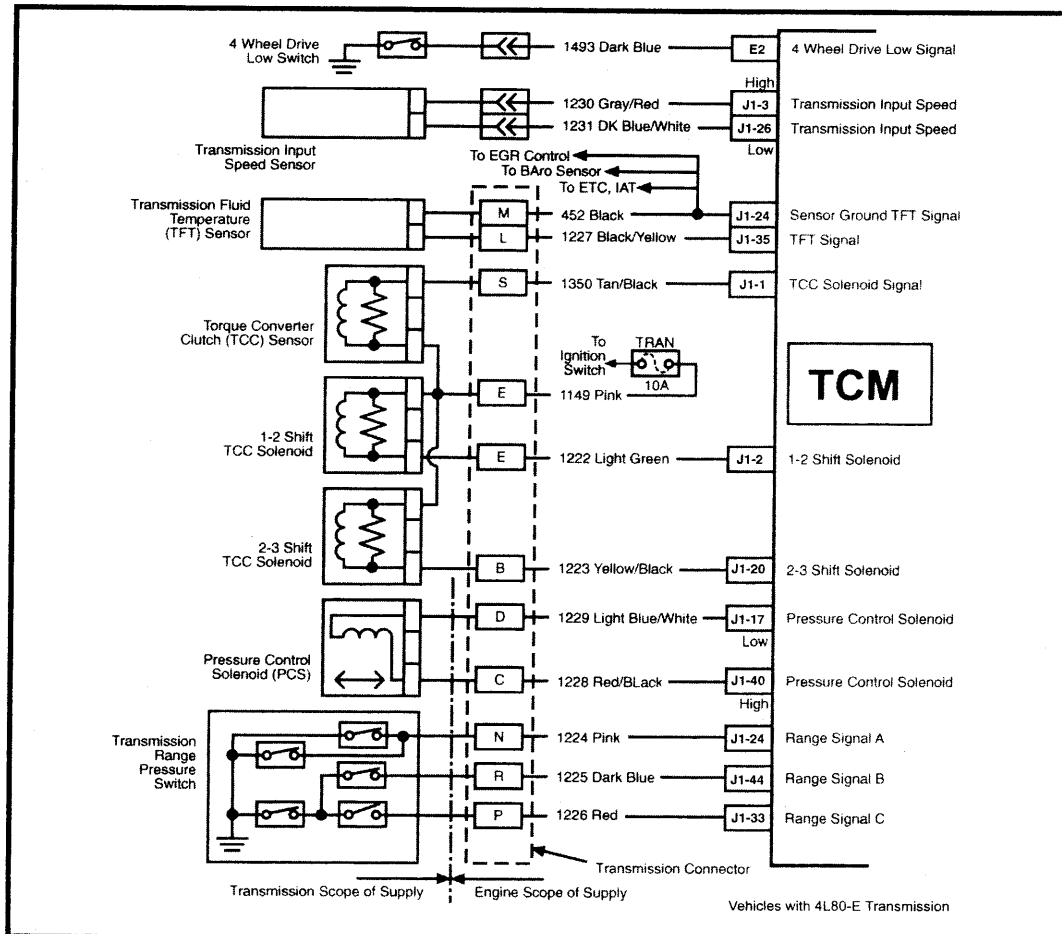 4 Wheel Drive
Low Switch
1493 Dark Blue
E2
4 Wheel Drive Low Signal
High
1230 Gray/Red
J1-3
Transmission Input Speed
1231 DK Blue/White
J1-26
Transmission Input Speed
Low
Transmission Input
Speed Sensor
To EGR Control
To BAro Sensor
To ETC, IAT
Transmission Fluid
Temperature
(TFT) Sensor
M
452 Black
J1-24
Sensor Ground TFT Signal
L
1227 Black/Yellow
J1-35
TFT Signal
S
1350 Tan/Black
J1-1
TCC Solenoid Signal
Torque Converter
Clutch (TCC) Sensor
To
Ignition
Switch
TRAN
10A
TCM
E
1149 Pink
1-2 Shift
TCC Solenoid
E
1222 Light Green
J1-2
1-2 Shift Solenoid
2-3 Shift
TCC Solenoid
B
1223 Yellow/Black
J1-20
2-3 Shift Solenoid
D
1229 Light Blue/White
J1-17
Pressure Control Solenoid
Low
Pressure Control
Solenoid (PCS)
C
1228 Red/BLack
J1-40
Pressure Control Solenoid
High
Transmission
Range
Pressure
Switch
N
1224 Pink
J1-24
Range Signal A
R
1225 Dark Blue
J1-44
Range Signal B
P
1226 Red
J1-33
Range Signal C
Transmission Connector
Transmission Scope of Supply
Engine Scope of Supply
Vehicles with 4L80-E Transmission